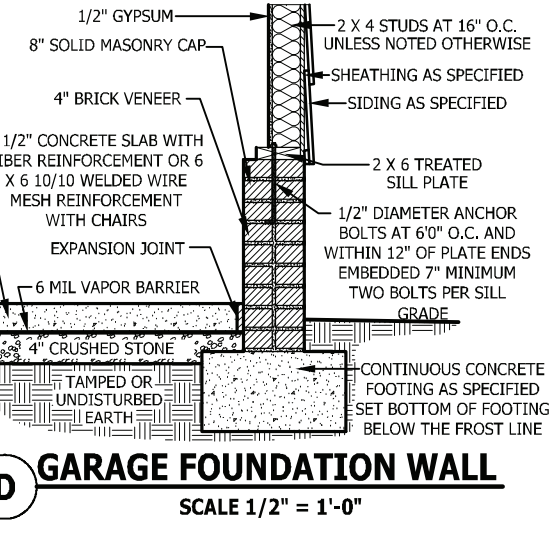 1/2" GYPSUM
8" SOLID MASONRY CAP
4" BRICK VENEER
1/2" CONCRETE SLAB WITH
REINFORCEMENT OR 6
X 6 10/10 WELDED WIRE
MESH REINFORCEMENT
WITH CHAIRS
EXPANSION JOINT
6 MIL VAPOR BARRIER
4" CRUSHED STONE
TAMPED OR
UNDISTURBED
EARTH
2 X 4 STUDS AT 16" O.C.
UNLESS NOTED OTHERWISE
SHEATHING AS SPECIFIED
SIDING AS SPECIFIED
2 X 6 TREATED
SILL PLATE
1/2" DIAMETER ANCHOR
BOLTS AT 6'0" O.C. AND
WITHIN 12" OF PLATE ENDS
EMBEDDED 7" MINIMUM
TWO BOLTS PER SILL
GRADE
CONTINUOUS CONCRETE
FOOTING AS SPECIFIED
SET BOTTOM OF FOOTING
BELOW THE FROST LINE
D GARAGE FOUNDATION WALL
SCALE 1/2" = 1'-0"